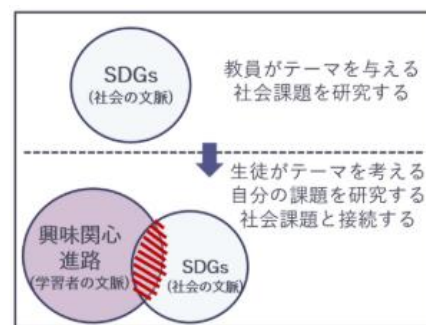 SDGs
(社会の文脈)
教員がテーマを与える
社会課題を研究する
生徒がテーマを考える
自分の課題を研究する
社会課題と接続する
興味関心
進路
(学習者の文脈)
SDGs
(社会の文脈)